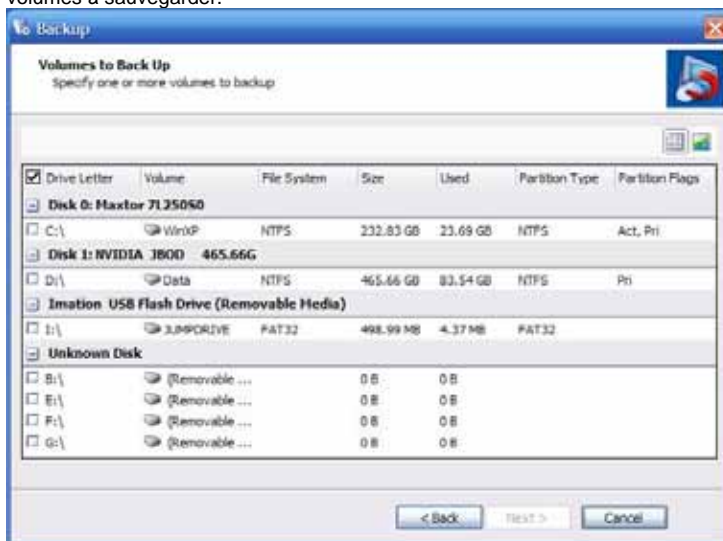 volumes à sauvegarder.
Backup
Volumes to Back Up
Specify one or more volumes to backup
Drive Letter Volume File System Size Used Partition Type Partition Flags
Disk 0: Maxtor 7L250S0
C:\ WinXP NTFS 232.83 GB 23.69 GB NTFS Act, Pri
Disk 1: NVIDIA JBOD 465.66G
D:\ Data NTFS 465.66 GB 83.54 GB NTFS Pri
Imation USB Flash Drive (Removable Media)
I:\ JUMPDRIVE FAT32 498.99 MB 4.37 MB FAT32
Unknown Disk
B:\ (Removable ... 0 B 0 B
E:\ (Removable ... 0 B 0 B
F:\ (Removable ... 0 B 0 B
G:\ (Removable ... 0 B 0 B
< Back Next > Cancel